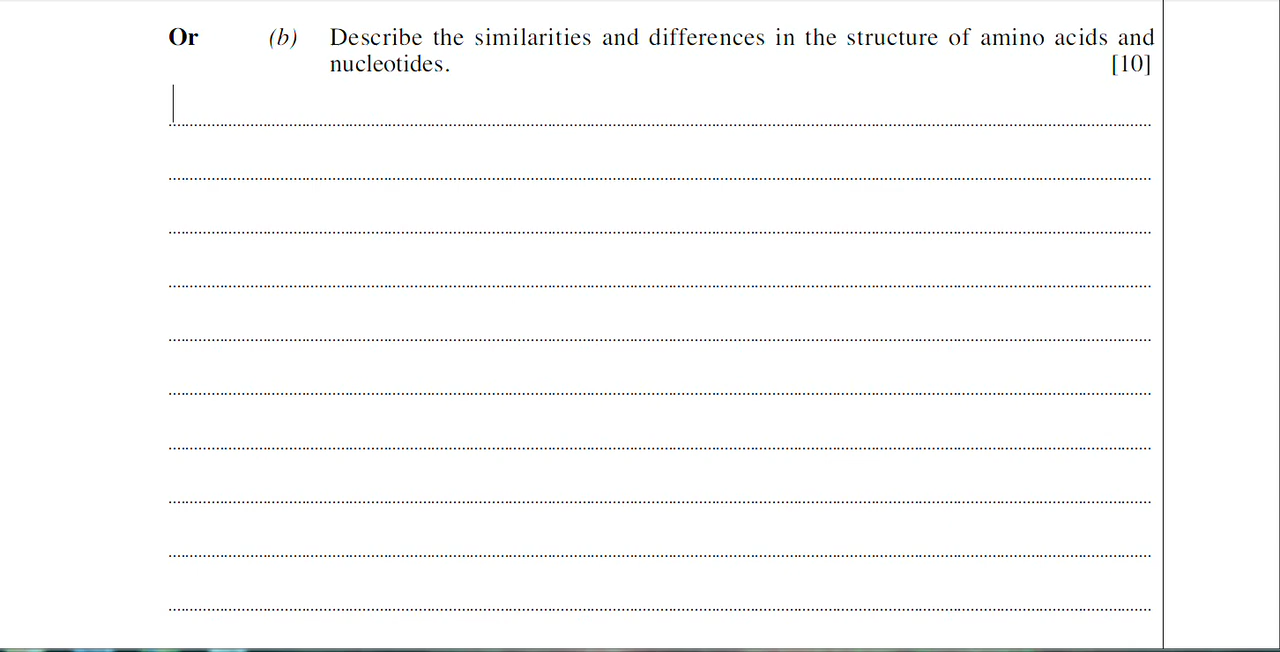 Or (b) Describe the similarities and differences in the structure of amino acids and
nucleotides. [10]